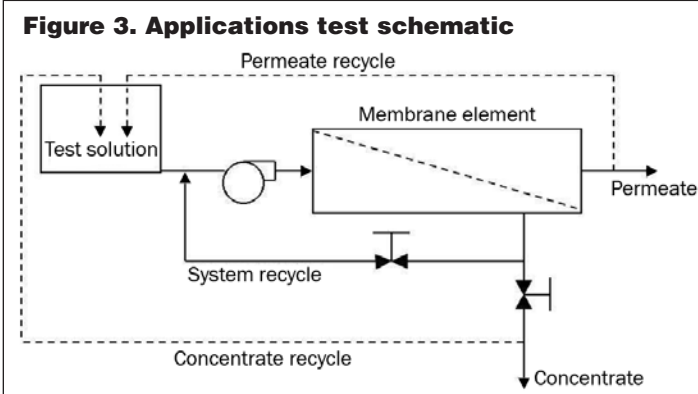 Figure 3. Applications test schematic
Permeate recycle
Membrane element
Test solution
Permeate
System recycle
Concentrate recycle
Concentrate